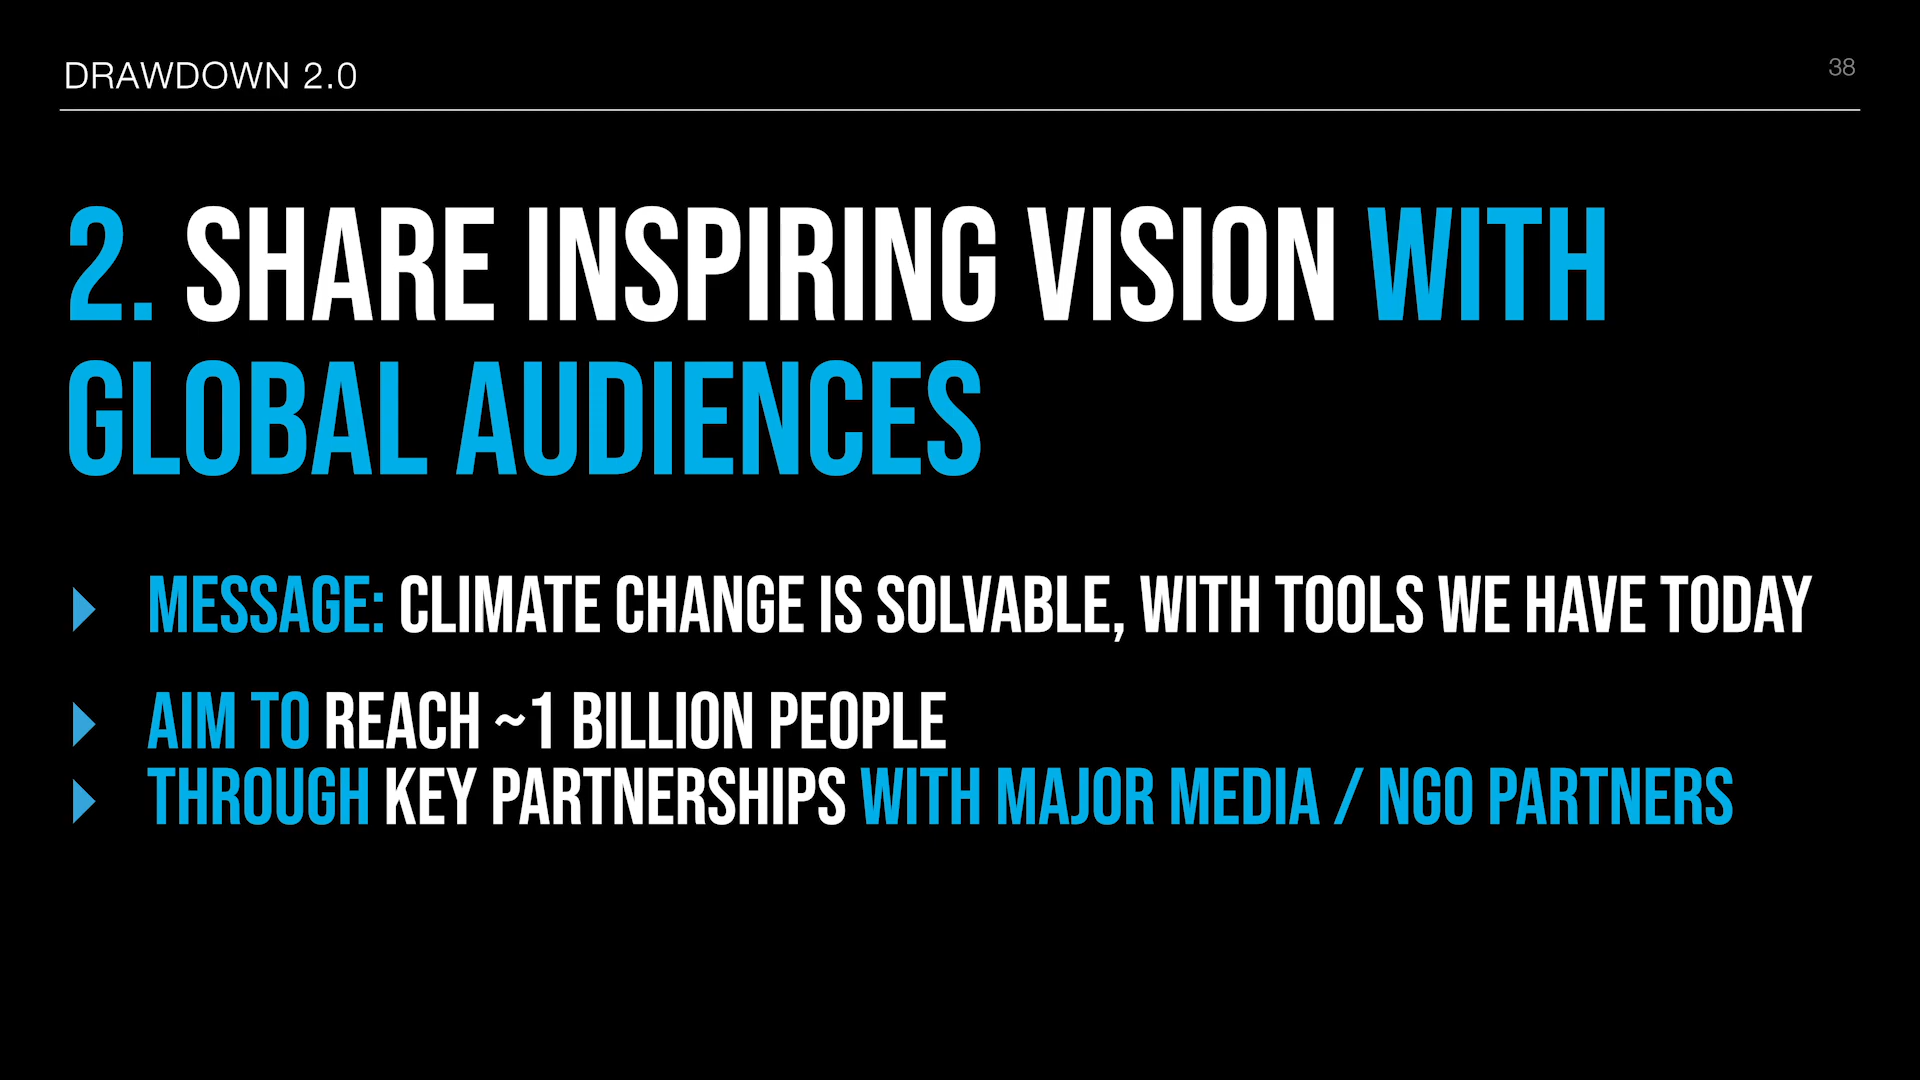 DRAWDOWN 2.0
38
2. SHARE INSPIRING VISION WITH
GLOBAL AUDIENCES
MESSAGE: CLIMATE CHANGE IS SOLVABLE, WITH TOOLS WE HAVE TODAY
AIM TO REACH ~1 BILLION PEOPLE
THROUGH KEY PARTNERSHIPS WITH MAJOR MEDIA / NGO PARTNERS